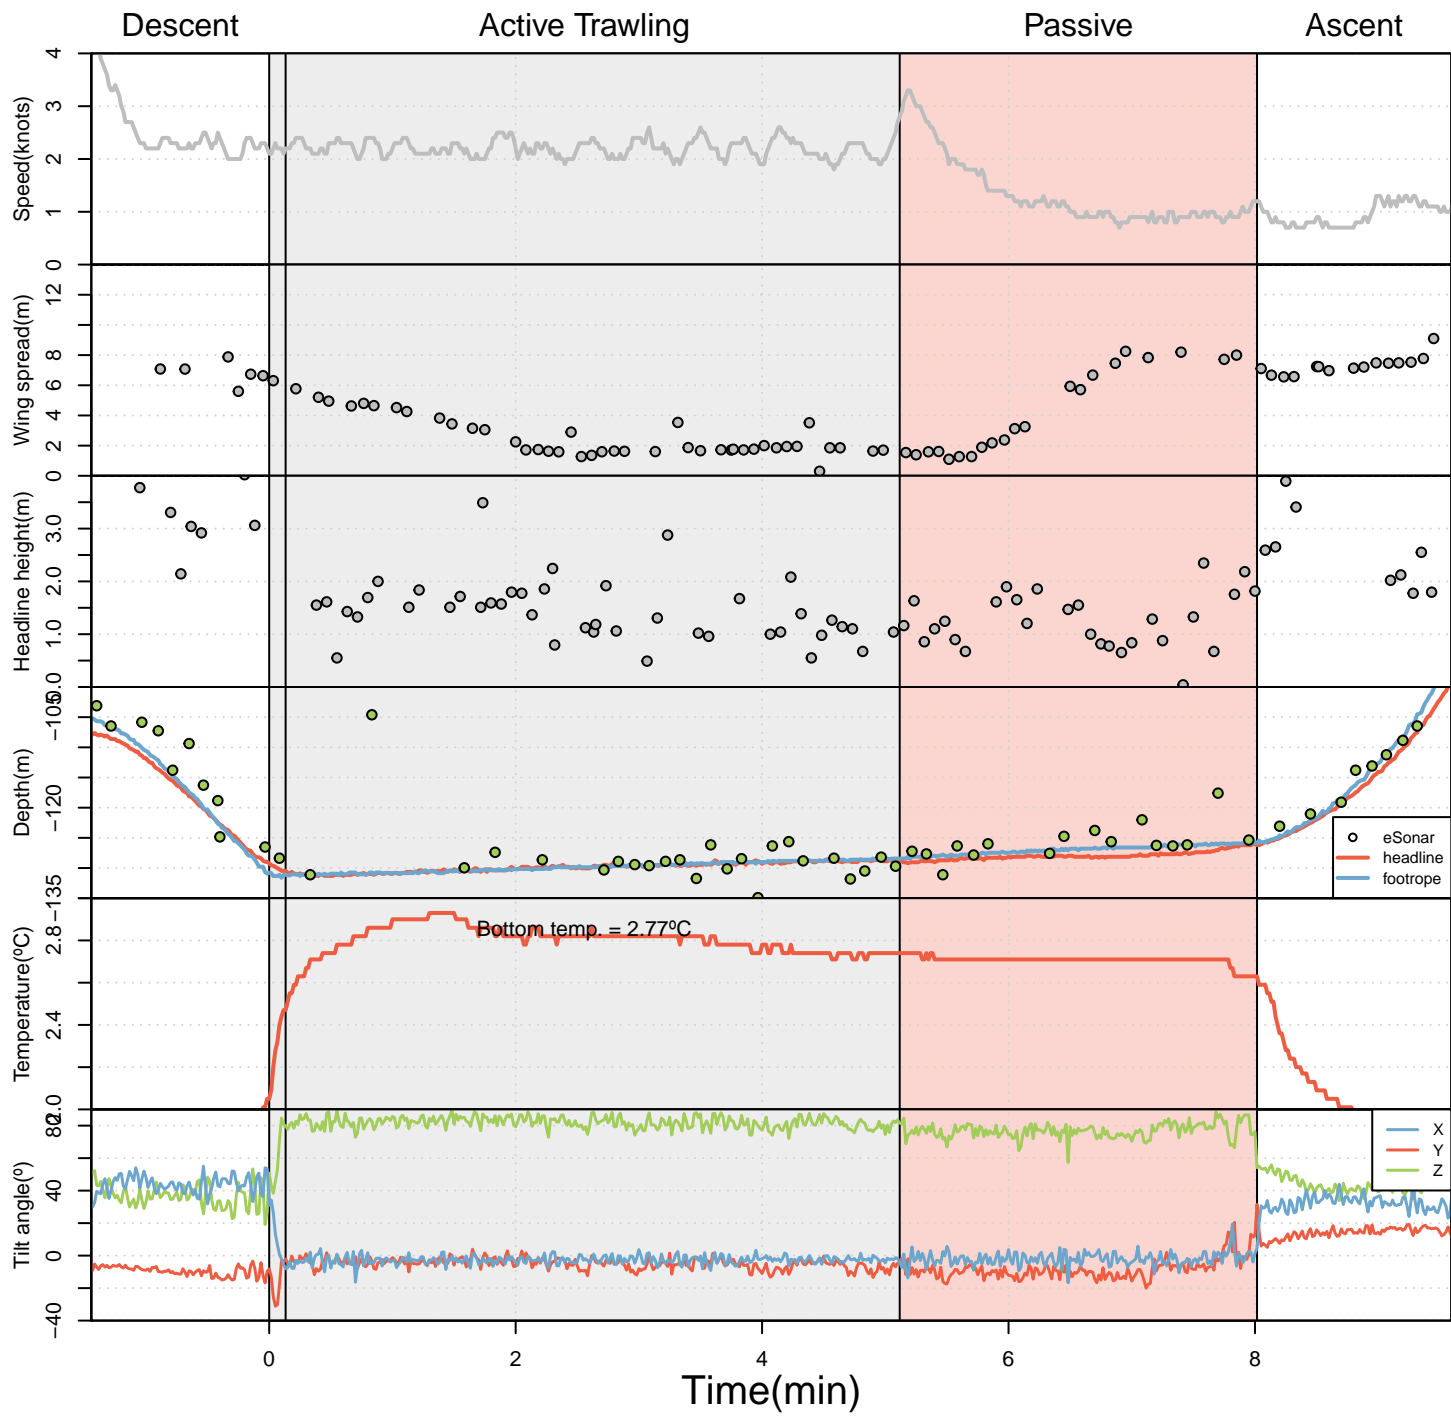 Descent Active Trawling Passive Ascent
Speed(knots)
4
3
2
1
0
Wing spread(m)
12
8
6
4
2
0
Headline height(m)
3.0
2.0
1.0
0.0
Depth(m)
−105
−120
−135
eSonar
headline
footrope
Temperature(ºC)
2.8
2.4
2.0
Bottom temp. = 2.77ºC
Tilt angle(º)
80
40
0
−40
X
Y
Z
0 2 4 6 8
Time(min)